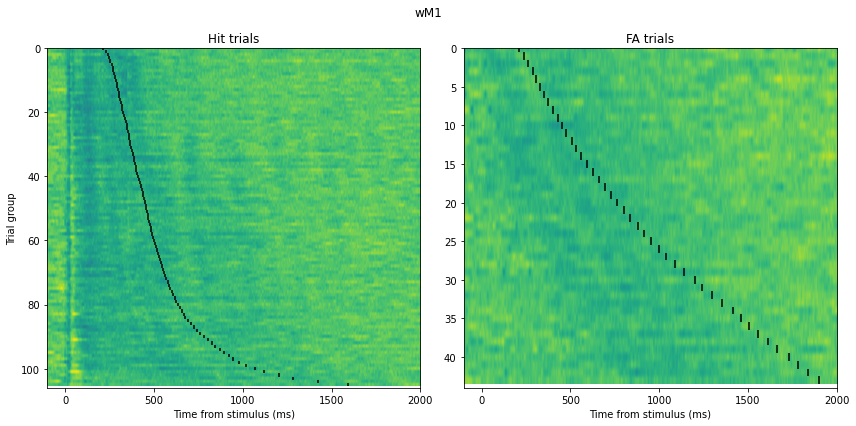 wM1
Hit trials
FA trials
Trial group
0
20
40
60
80
100
0
5
10
15
20
25
30
35
40
0 500 1000 1500 2000
0 500 1000 1500 2000
Time from stimulus (ms)
Time from stimulus (ms)